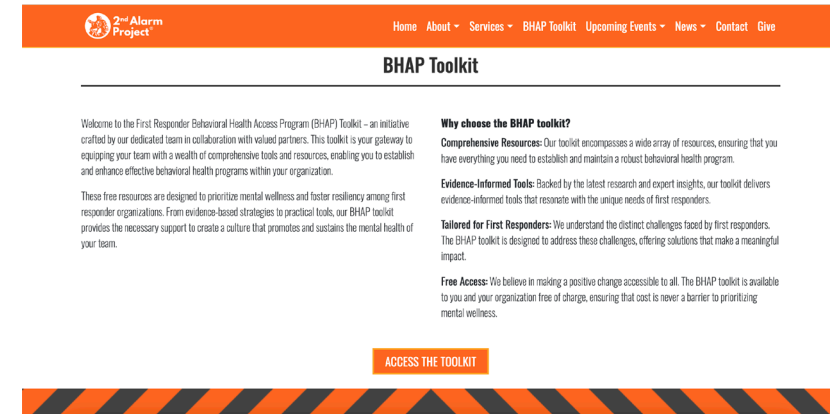 2nd Alarm
Project®
Home About Services BHAP Toolkit Upcoming Events News Contact Give
BHAP Toolkit
Welcome to the First Responder Behavioral Health Access Program (BHAP) Toolkit – an initiative
crafted by our dedicated team in collaboration with valued partners. This toolkit is your gateway to
equipping your team with a wealth of comprehensive tools and resources, enabling you to establish
and enhance effective behavioral health programs within your organization.
These free resources are designed to prioritize mental wellness and foster resiliency among first
responder organizations. From evidence-based strategies to practical tools, our BHAP toolkit
provides the necessary support to create a culture that promotes and sustains the mental health of
your team.
Why choose the BHAP toolkit?
Comprehensive Resources: Our toolkit encompasses a wide array of resources, ensuring that you
have everything you need to establish and maintain a robust behavioral health program.
Evidence-Informed Tools: Backed by the latest research and expert insights, our toolkit delivers
evidence-informed tools that resonate with the unique needs of first responders.
Tailored for First Responders: We understand the distinct challenges faced by first responders.
The BHAP toolkit is designed to address these challenges, offering solutions that make a meaningful
impact.
Free Access: We believe in making a positive change accessible to all. The BHAP toolkit is available
to you and your organization free of charge, ensuring that cost is never a barrier to prioritizing
mental wellness.
ACCESS THE TOOLKIT